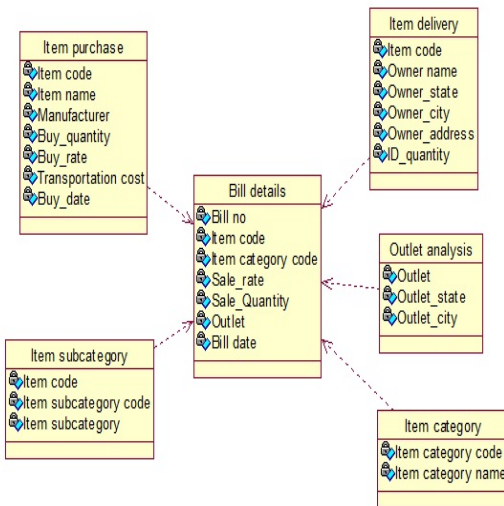 Item purchase
Item code
Item name
Manufacturer
Buy_quantity
Buy_rate
Transportation cost
Buy_date
Item delivery
Item code
Owner name
Owner_state
Owner_city
Owner_address
ID_quantity
Bill details
Bill no
Item code
Item category code
Sale_rate
Sale_Quantity
Outlet
Bill date
Outlet analysis
Outlet
Outlet_state
Outlet_city
Item subcategory
Item code
Item subcategory code
Item subcategory
Item category
Item category code
Item category name